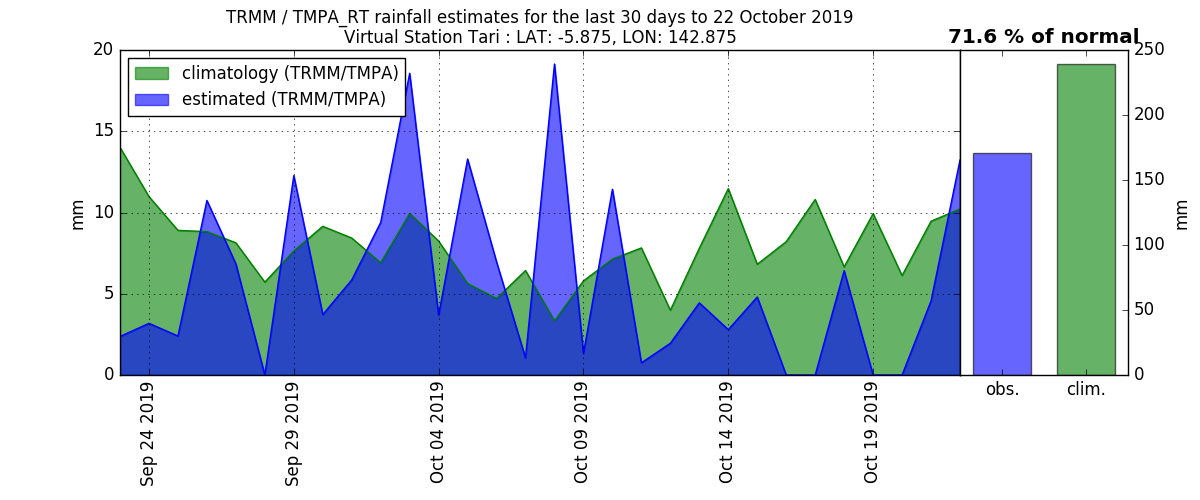 TRMM / TMPA_RT rainfall estimates for the last 30 days to 22 October 2019
Virtual Station Tari : LAT: -5.875, LON: 142.875
71.6 % of normal
climatology (TRMM/TMPA)
estimated (TRMM/TMPA)
20
15
10
5
0
mm
250
200
150
100
50
0
mm
obs.
clim.
Sep 24 2019
Sep 29 2019
Oct 04 2019
Oct 09 2019
Oct 14 2019
Oct 19 2019